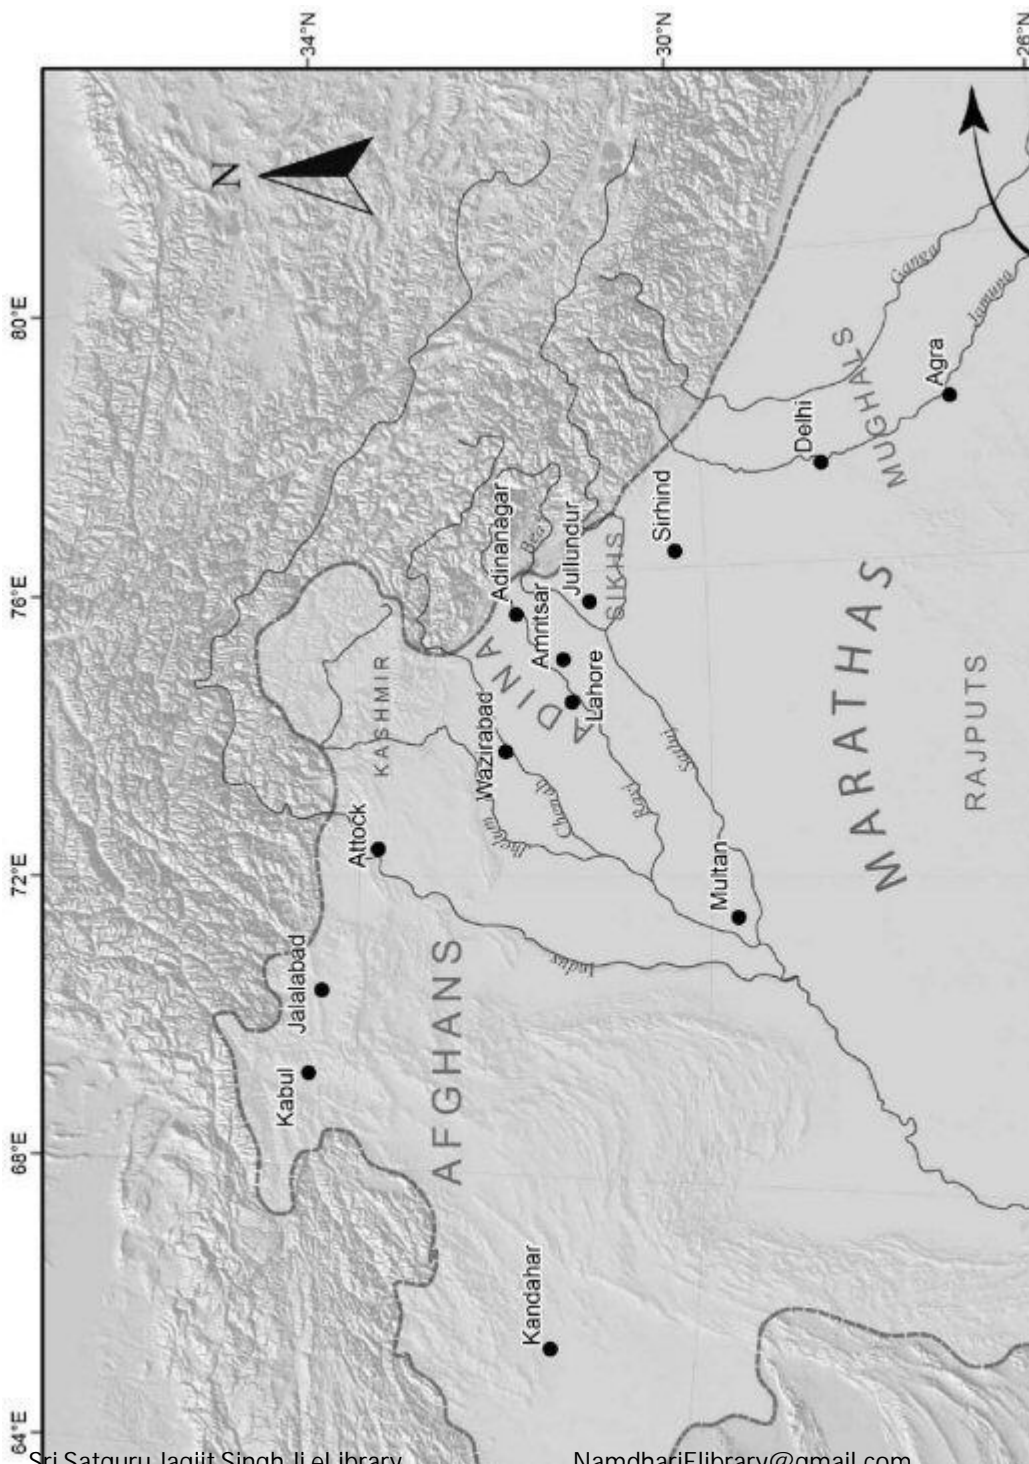 64°E
68°E
72°E
76°E
80°E
34°N
30°N
26°N
N
Kabul
Jalalabad
Attock
KASHMIR
AFGHANS
Kandahar
Wazirabad
ADINA
Adinanagar
Amritsar
Lahore
Jullundur
SIKHS
Sirhind
Multan
Delhi
MUGHALS
Agra
MARATHAS
RAJPUTS
Indus
Jhelum
Chenab
Ravi
Satluj
Ganga
Jamuna
Sri Satguru Jagjit Singh Ji eLibrary
NamdhariElibrary@gmail.com